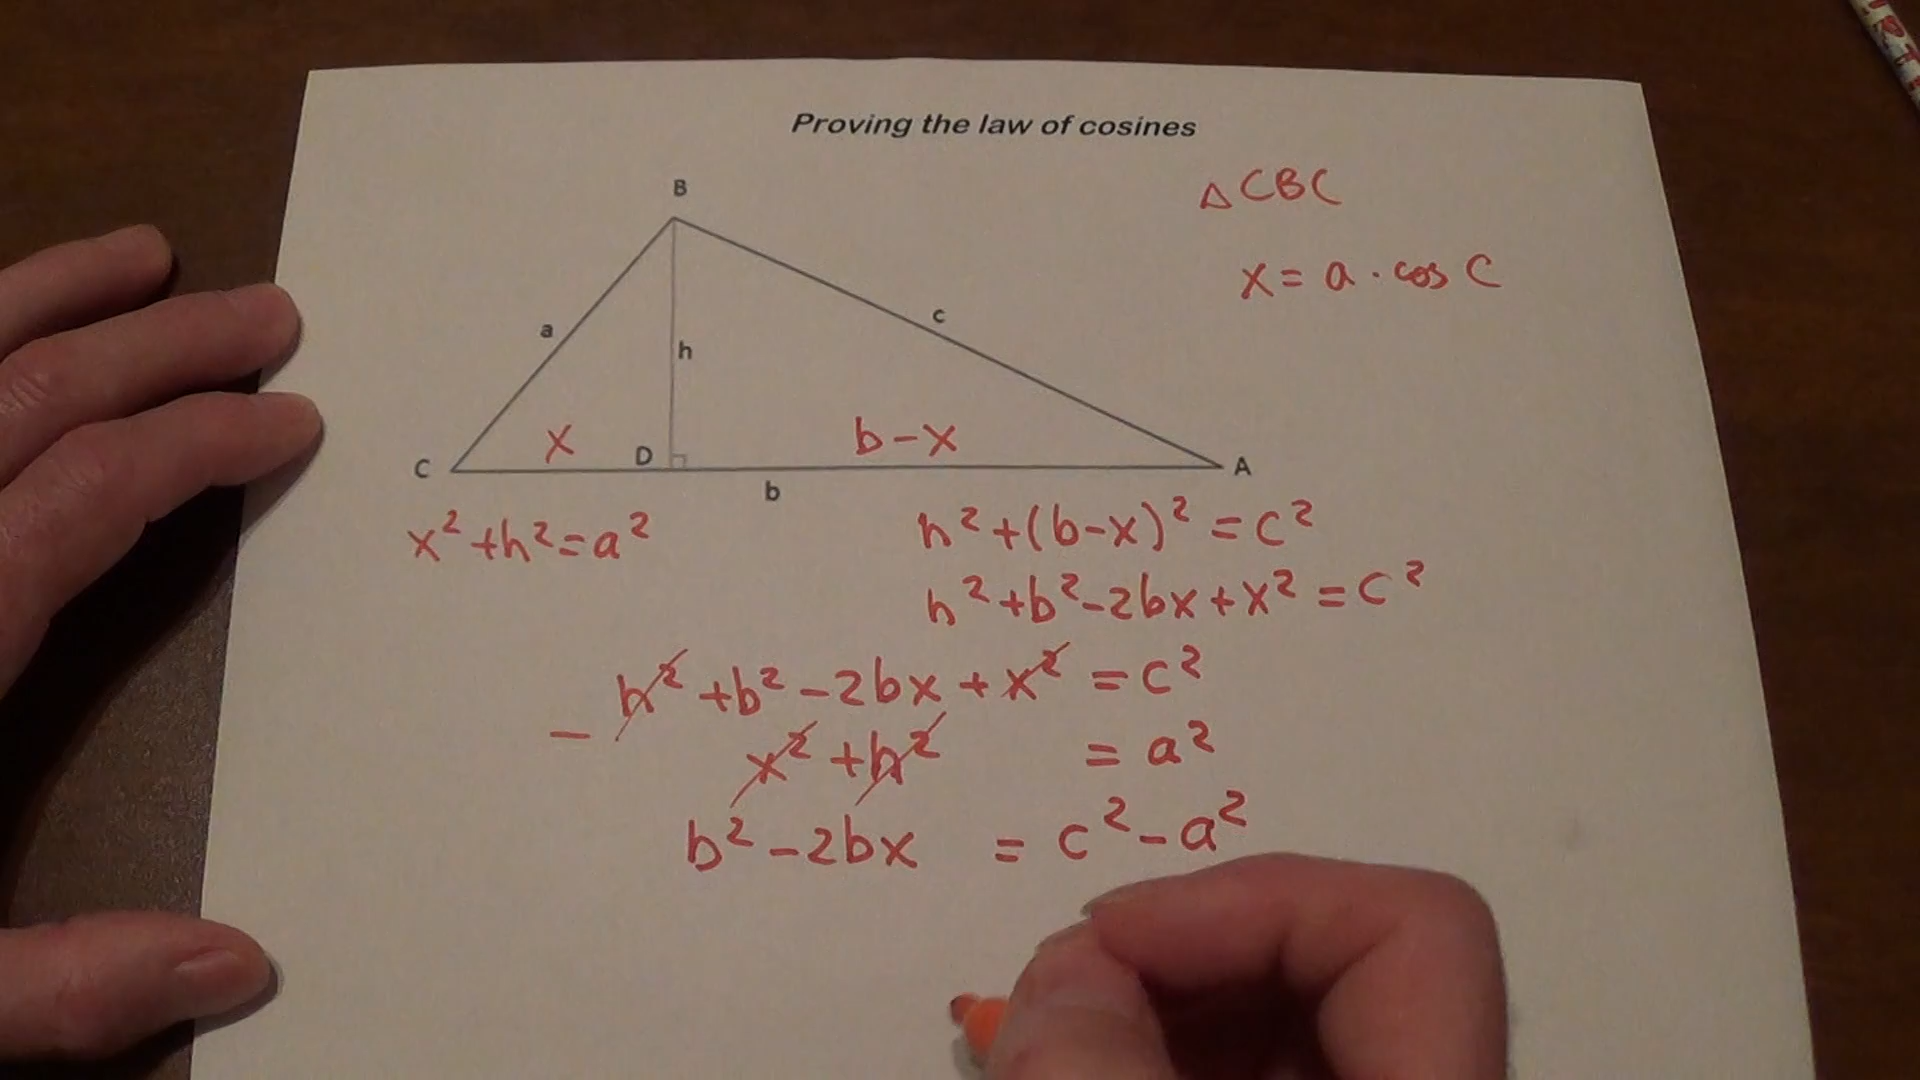 Proving the law of cosines
△CBC
x = a · cos C
B
a
c
h
x
b-x
C
D
A
b
x² + h² = a²
h² + (b-x)² = c²
h² + b² - 2bx + x² = c²
h² + b² - 2bx + x² = c²
-
x² + h² = a²
b² - 2bx = c² - a²